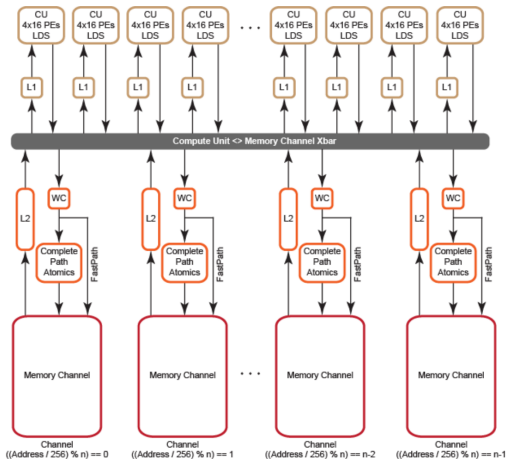 CU
4x16 PEs
LDS
CU
4x16 PEs
LDS
CU
4x16 PEs
LDS
CU
4x16 PEs
LDS
. . .
CU
4x16 PEs
LDS
CU
4x16 PEs
LDS
CU
4x16 PEs
LDS
CU
4x16 PEs
LDS
L1
L1
L1
L1
L1
L1
L1
L1
Compute Unit <> Memory Channel Xbar
L2
WC
Complete
Path
Atomics
FastPath
L2
WC
Complete
Path
Atomics
FastPath
L2
WC
Complete
Path
Atomics
FastPath
L2
WC
Complete
Path
Atomics
FastPath
Memory Channel
Memory Channel
. . .
Memory Channel
Memory Channel
Channel
((Address / 256) % n) == 0
Channel
((Address / 256) % n) == 1
Channel
((Address / 256) % n) == n-2
Channel
((Address / 256) % n) == n-1